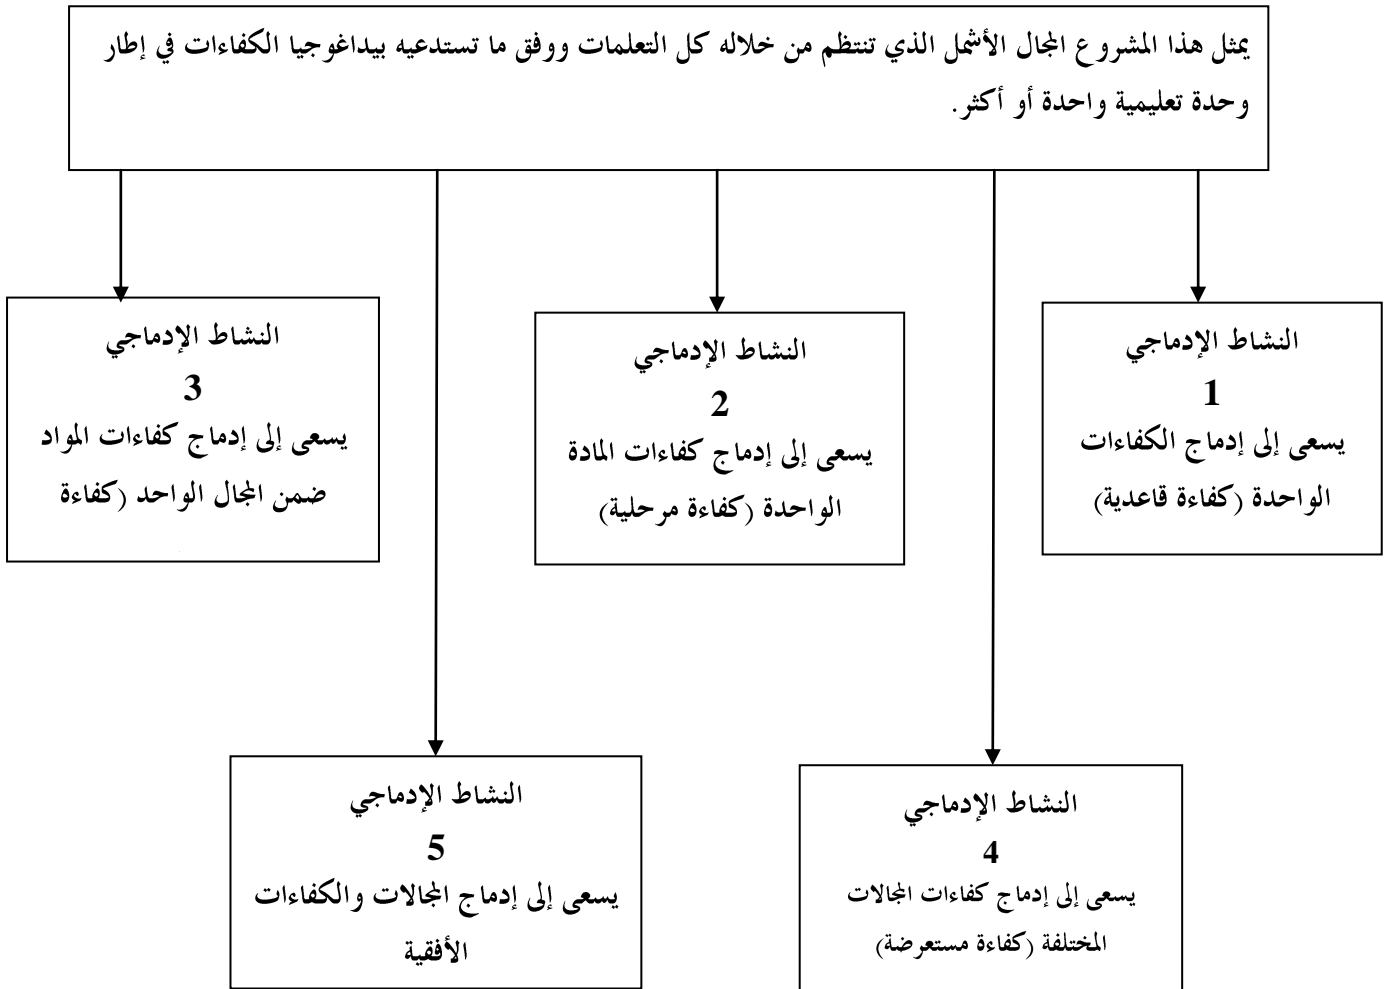 يمثل هذا المشروع المجال الأشمل الذي تنتظم من خلاله كل التعلمات ووفق ما تستدعيه بيداغوجيا الكفاءات في إطار
وحدة تعليمية واحدة أو أكثر.
النشاط الإدماجي
1
يسعى إلى إدماج الكفاءات
الواحدة (كفاءة قاعدية)
النشاط الإدماجي
2
يسعى إلى إدماج كفاءات المادة
الواحدة (كفاءة مرحلية)
النشاط الإدماجي
3
يسعى إلى إدماج كفاءات المواد
ضمن المجال الواحد (كفاءة
النشاط الإدماجي
4
يسعى إلى إدماج كفاءات المجالات
المختلفة (كفاءة مستعرضة)
النشاط الإدماجي
5
يسعى إلى إدماج المجالات والكفاءات
الأفقية